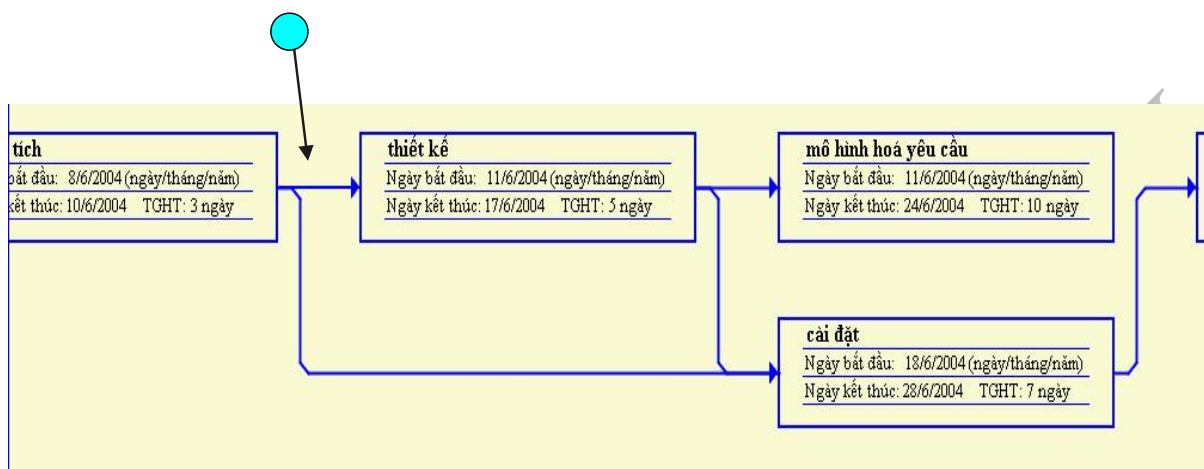 tích
bắt đầu: 8/6/2004 (ngày/tháng/năm)
kết thúc: 10/6/2004 TGHT: 3 ngày
thiết kế
Ngày bắt đầu: 11/6/2004 (ngày/tháng/năm)
Ngày kết thúc: 17/6/2004 TGHT: 5 ngày
mô hình hoá yêu cầu
Ngày bắt đầu: 11/6/2004 (ngày/tháng/năm)
Ngày kết thúc: 24/6/2004 TGHT: 10 ngày
cài đặt
Ngày bắt đầu: 18/6/2004 (ngày/tháng/năm)
Ngày kết thúc: 28/6/2004 TGHT: 7 ngày